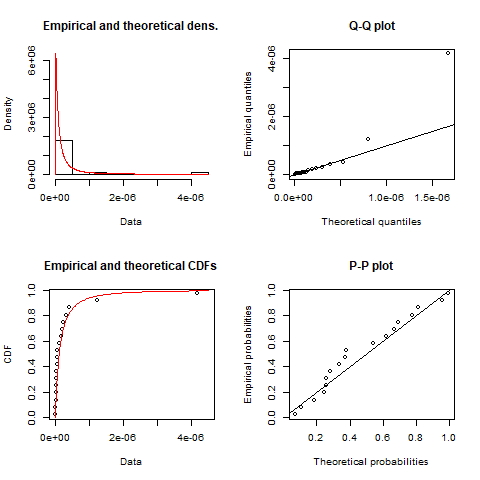 Empirical and theoretical dens.
Density
0e+00 3e+06 6e+06
0e+00 2e-06 4e-06
Data
Q-Q plot
Empirical quantiles
0e+00 2e-06 4e-06
0.0e+00 1.0e-06 1.5e-06
Theoretical quantiles
Empirical and theoretical CDFs
CDF
0.0 0.2 0.4 0.6 0.8 1.0
0e+00 2e-06 4e-06
Data
P-P plot
Empirical probabilities
0.0 0.2 0.4 0.6 0.8 1.0
0.2 0.4 0.6 0.8 1.0
Theoretical probabilities